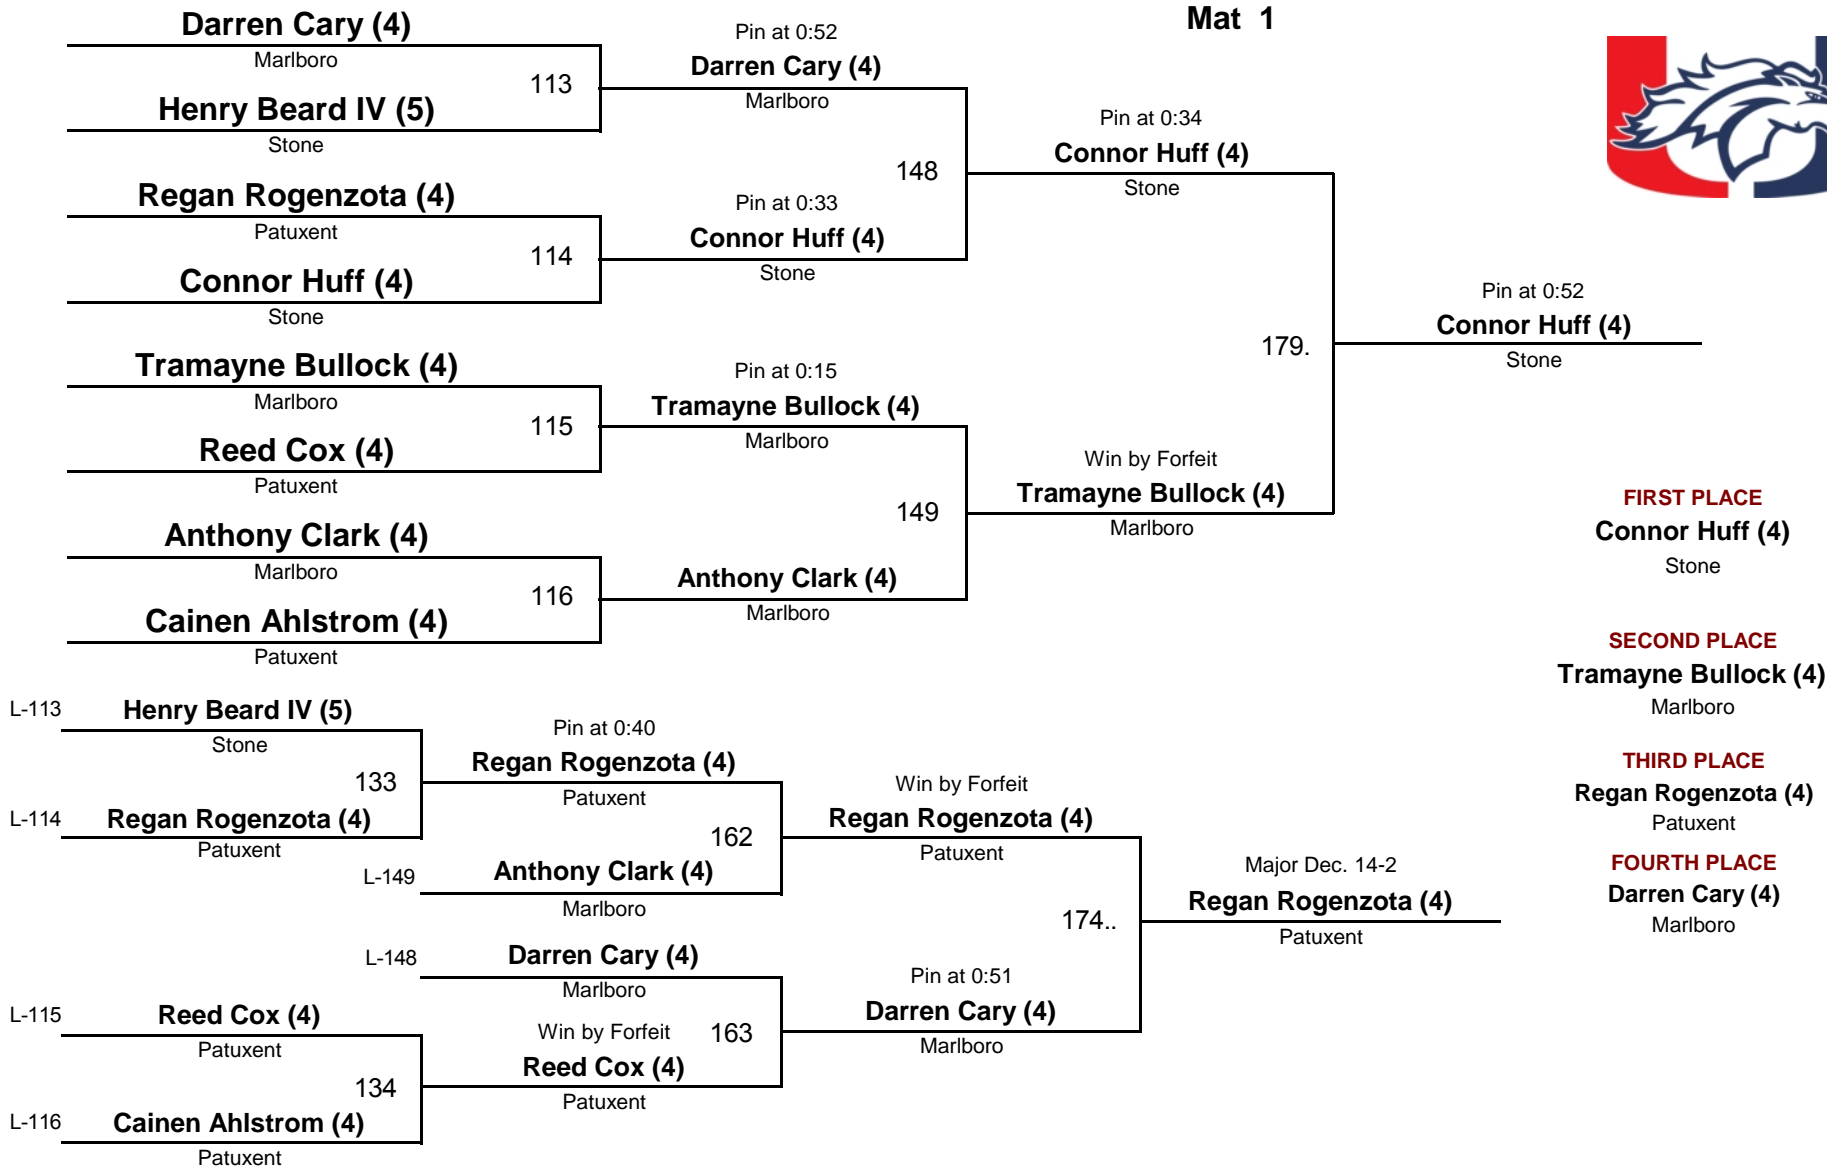 Mat 1
Darren Cary (4)
Marlboro
113
Henry Beard IV (5)
Stone
Regan Rogenzota (4)
Patuxent
114
Connor Huff (4)
Stone
Tramayne Bullock (4)
Marlboro
115
Reed Cox (4)
Patuxent
Anthony Clark (4)
Marlboro
116
Cainen Ahlstrom (4)
Patuxent
Pin at 0:52
Darren Cary (4)
Marlboro
148
Pin at 0:33
Connor Huff (4)
Stone
Pin at 0:15
Tramayne Bullock (4)
Marlboro
149
Anthony Clark (4)
Marlboro
Pin at 0:34
Connor Huff (4)
Stone
179.
Win by Forfeit
Tramayne Bullock (4)
Marlboro
Pin at 0:52
Connor Huff (4)
Stone
FIRST PLACE
Connor Huff (4)
Stone
SECOND PLACE
Tramayne Bullock (4)
Marlboro
THIRD PLACE
Regan Rogenzota (4)
Patuxent
FOURTH PLACE
Darren Cary (4)
Marlboro
L-113
Henry Beard IV (5)
Stone
133
L-114
Regan Rogenzota (4)
Patuxent
L-115
Reed Cox (4)
Patuxent
134
L-116
Cainen Ahlstrom (4)
Patuxent
Pin at 0:40
Regan Rogenzota (4)
Patuxent
162
L-149
Anthony Clark (4)
Marlboro
L-148
Darren Cary (4)
Marlboro
163
Win by Forfeit
Reed Cox (4)
Patuxent
Win by Forfeit
Regan Rogenzota (4)
Patuxent
174..
Pin at 0:51
Darren Cary (4)
Marlboro
Major Dec. 14-2
Regan Rogenzota (4)
Patuxent